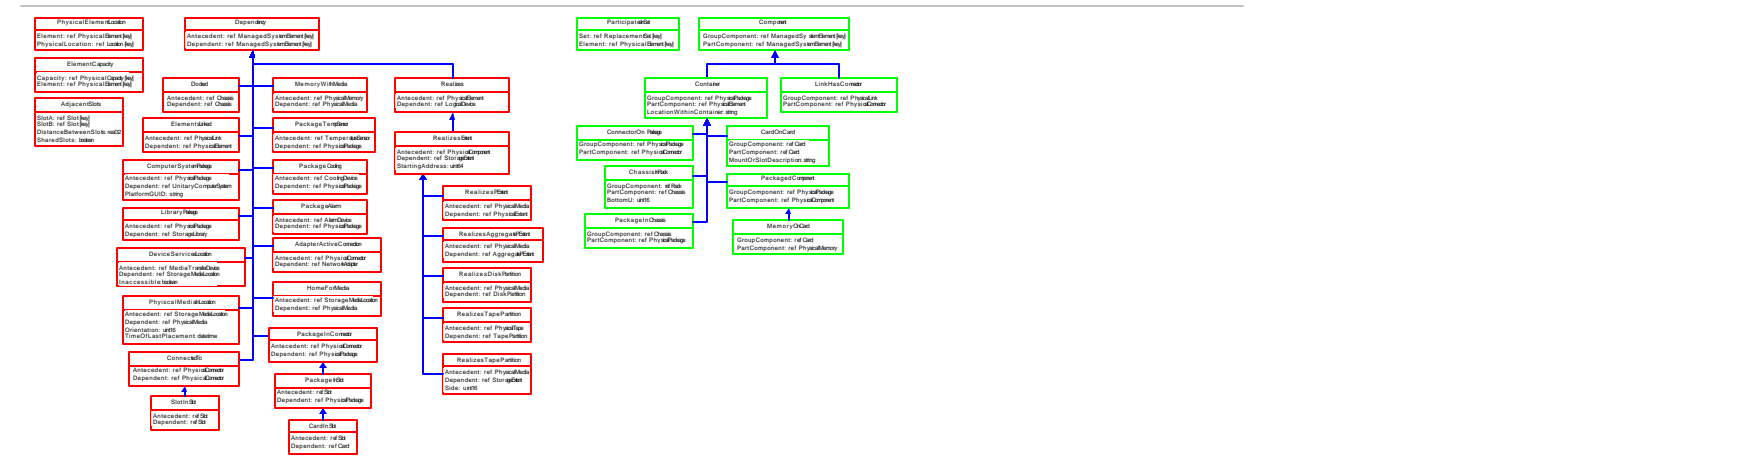 PhysicalElementLocation
Element: ref PhysicalElement [key]
PhysicalLocation: ref Location [key]
ElementCapacity
Capacity: ref PhysicalCapacity [key]
Element: ref PhysicalElement [key]
AdjacentSlots
SlotA: ref Slot [key]
SlotB: ref Slot [key]
DistanceBetweenSlots: real32
SharedSlots: boolean
Dependency
Antecedent: ref ManagedSystemElement [key]
Dependent: ref ManagedSystemElement [key]
Docked
Antecedent: ref Chassis
Dependent: ref Chassis
ElementsLinked
Antecedent: ref PhysicalLink
Dependent: ref PhysicalElement
ComputerSystemPackage
Antecedent: ref PhysicalPackage
Dependent: ref UnitaryComputerSystem
PlatformGUID: string
LibraryPackage
Antecedent: ref PhysicalPackage
Dependent: ref StorageLibrary
DeviceServicesLocation
Antecedent: ref MediaTransferDevice
Dependent: ref StorageMediaLocation
Inaccessible: boolean
PhyiscalMediaInLocation
Antecedent: ref StorageMediaLocation
Dependent: ref PhysicalMedia
Orientation: uint16
TimeOfLastPlacement: datetime
ConnectedTo
Antecedent: ref PhysicalConnector
Dependent: ref PhysicalConnector
SlotInSlot
Antecedent: ref Slot
Dependent: ref Slot
MemoryWithMedia
Antecedent: ref PhysicalMemory
Dependent: ref PhysicalMedia
PackageTempSensor
Antecedent: ref TemperatureSensor
Dependent: ref PhysicalPackage
PackageCooling
Antecedent: ref CoolingDevice
Dependent: ref PhysicalPackage
PackageAlarm
Antecedent: ref AlarmDevice
Dependent: ref PhysicalPackage
AdapterActiveConnection
Antecedent: ref PhysicalConnector
Dependent: ref NetworkAdapter
HomeForMedia
Antecedent: ref StorageMediaLocation
Dependent: ref PhysicalMedia
PackageInConnector
Antecedent: ref PhysicalConnector
Dependent: ref PhysicalPackage
PackageInSlot
Antecedent: ref Slot
Dependent: ref PhysicalPackage
CardInSlot
Antecedent: ref Slot
Dependent: ref Card
Realizes
Antecedent: ref PhysicalElement
Dependent: ref LogicalDevice
RealizesExtent
Antecedent: ref PhysicalComponent
Dependent: ref StorageExtent
StartingAddress: uint64
RealizesPExtent
Antecedent: ref PhysicalMedia
Dependent: ref PhysicalExtent
RealizesAggregatePExtent
Antecedent: ref PhysicalMedia
Dependent: ref AggregatePExtent
RealizesDiskPartition
Antecedent: ref PhysicalMedia
Dependent: ref DiskPartition
RealizesTapePartition
Antecedent: ref PhysicalTape
Dependent: ref TapePartition
RealizesTapePartition
Antecedent: ref PhysicalMedia
Dependent: ref StorageExtent
Side: uint16
ParticipatesInSet
Set: ref ReplacementSet [key]
Element: ref PhysicalElement [key]
Component
GroupComponent: ref ManagedSystemElement [key]
PartComponent: ref ManagedSystemElement [key]
Container
GroupComponent: ref PhysicalPackage
PartComponent: ref PhysicalElement
LocationWithinContainer: string
LinkHasConnector
GroupComponent: ref PhysicalLink
PartComponent: ref PhysicalConnector
ConnectorOnPackage
GroupComponent: ref PhysicalPackage
PartComponent: ref PhysicalConnector
CardOnCard
GroupComponent: ref Card
PartComponent: ref Card
MountOrSlotDescription: string
ChassisInRack
GroupComponent: ref Rack
PartComponent: ref Chassis
BottomU: uint16
PackagedComponent
GroupComponent: ref PhysicalPackage
PartComponent: ref PhysicalComponent
PackageInChassis
GroupComponent: ref Chassis
PartComponent: ref PhysicalPackage
MemoryOnCard
GroupComponent: ref Card
PartComponent: ref PhysicalMemory